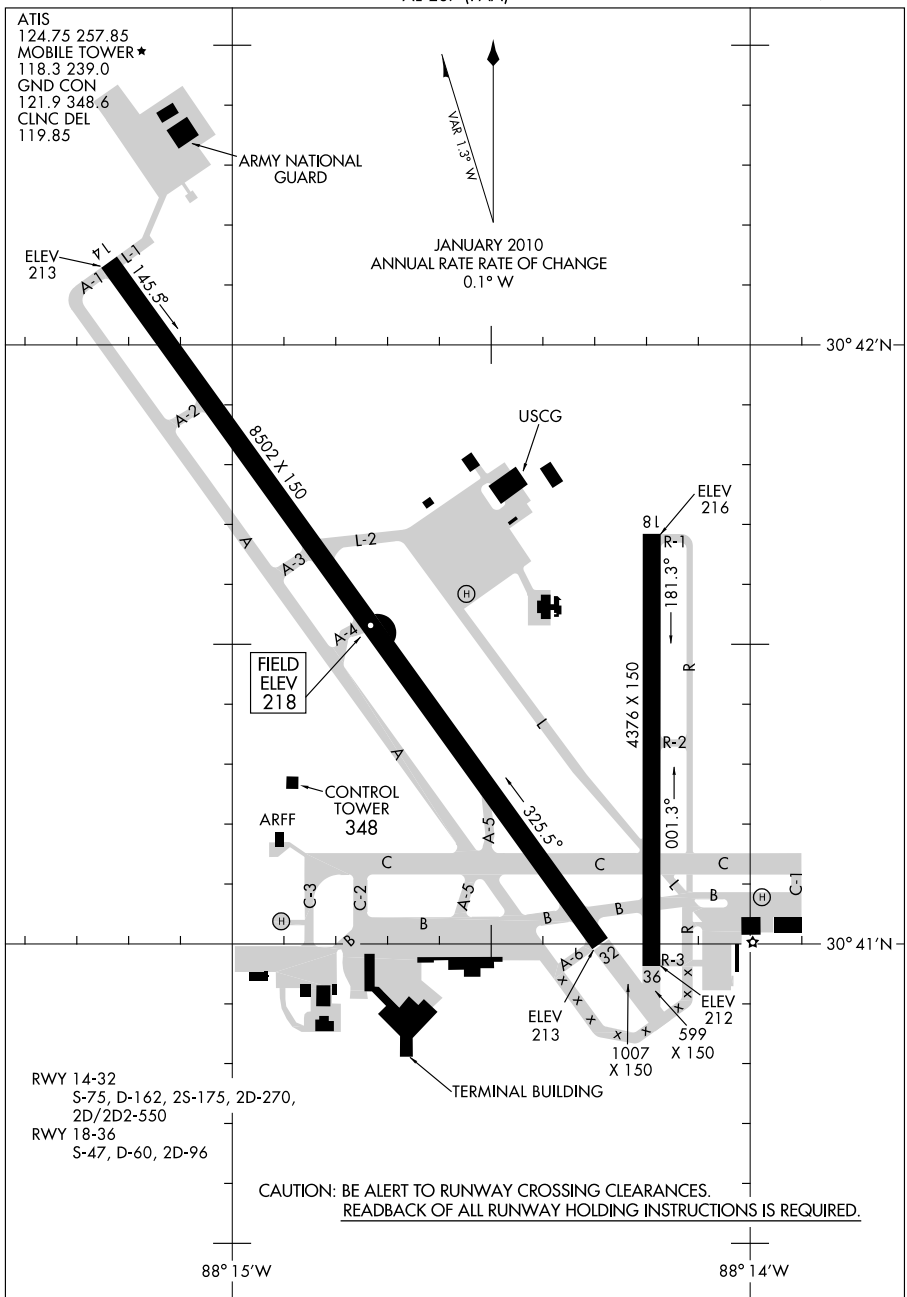 ATIS
124.75 257.85
MOBILE TOWER★
118.3 239.0
GND CON
121.9 348.6
CLNC DEL
119.85
ARMY NATIONAL
GUARD
VAR 1.3° W
JANUARY 2010
ANNUAL RATE RATE OF CHANGE
0.1° W
ELEV
213
14
L-1
A-1
145.5°
30° 42'N
A-2
8502 X 150
USCG
ELEV
216
18
R-1
A
L-2
A-3
181.3°
H
A-4
FIELD
ELEV
218
4376 X 150
R
L
R-2
A
CONTROL
TOWER
348
001.3°
325.5°
ARFF
A-5
C
C
C
C-3
C-2
A-5
L
C-1
B
B
B
B
B
H
H
R
30° 41'N
A-6
32
R-3
36
x x x x x x x x
ELEV
213
ELEV
212
1007
X 150
599
X 150
TERMINAL BUILDING
RWY 14-32
S-75, D-162, 2S-175, 2D-270,
2D/2D2-550
RWY 18-36
S-47, D-60, 2D-96
CAUTION: BE ALERT TO RUNWAY CROSSING CLEARANCES.
READBACK OF ALL RUNWAY HOLDING INSTRUCTIONS IS REQUIRED.
88° 15'W
88° 14'W